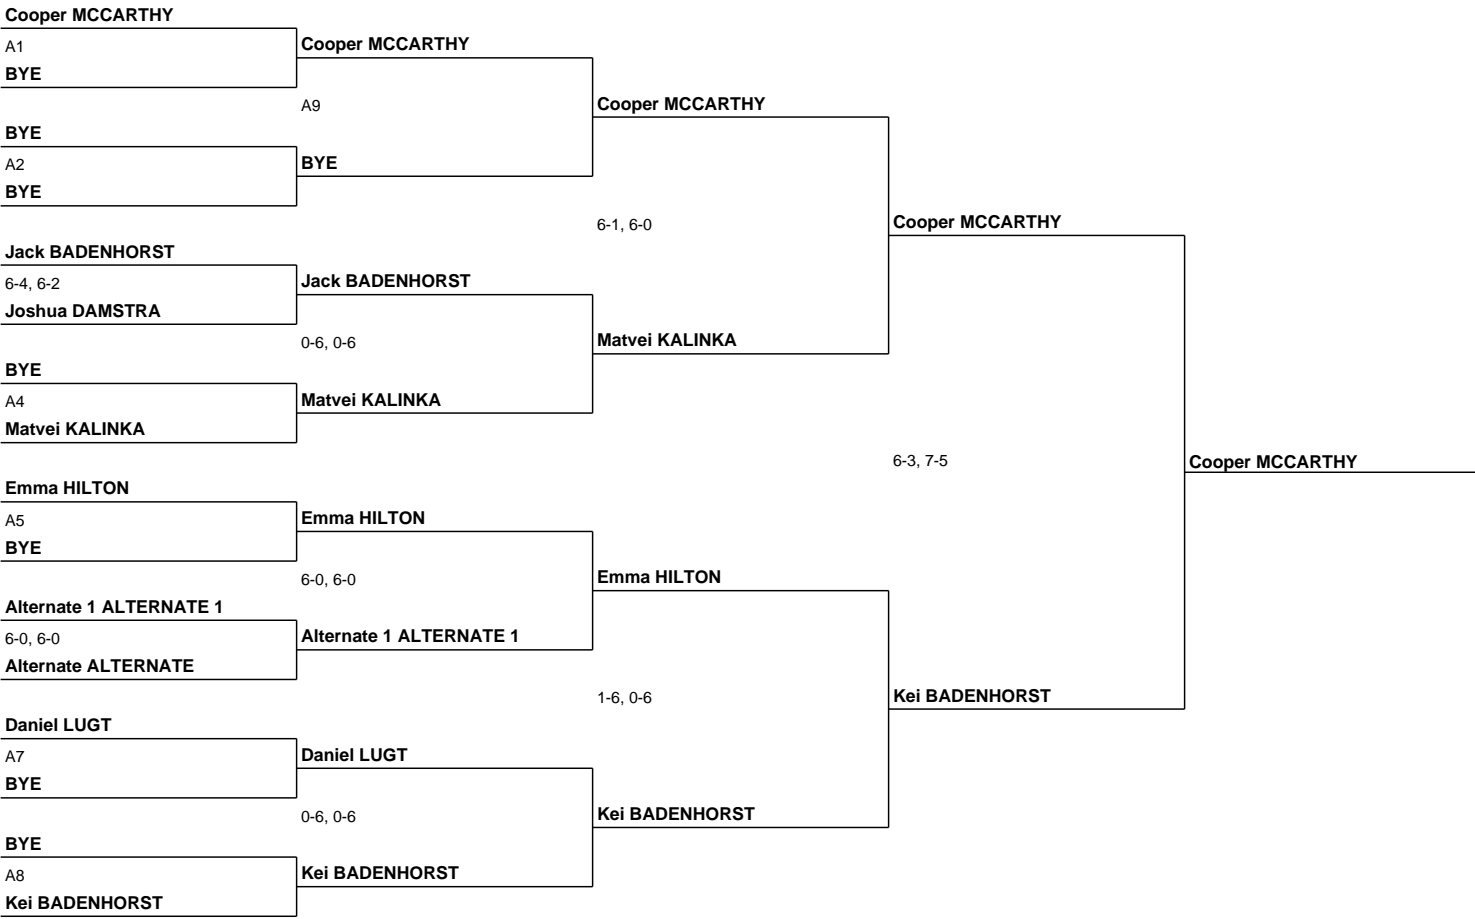 Cooper MCCARTHY
A1
BYE
BYE
A2
BYE
Jack BADENHORST
6-4, 6-2
Joshua DAMSTRA
BYE
A4
Matvei KALINKA
Emma HILTON
A5
BYE
Alternate 1 ALTERNATE 1
6-0, 6-0
Alternate ALTERNATE
Daniel LUGT
A7
BYE
BYE
A8
Kei BADENHORST
Cooper MCCARTHY
A9
BYE
Jack BADENHORST
0-6, 0-6
Matvei KALINKA
Emma HILTON
6-0, 6-0
Alternate 1 ALTERNATE 1
Daniel LUGT
0-6, 0-6
Kei BADENHORST
Cooper MCCARTHY
6-1, 6-0
Matvei KALINKA
Emma HILTON
1-6, 0-6
Kei BADENHORST
Cooper MCCARTHY
6-3, 7-5
Kei BADENHORST
Cooper MCCARTHY